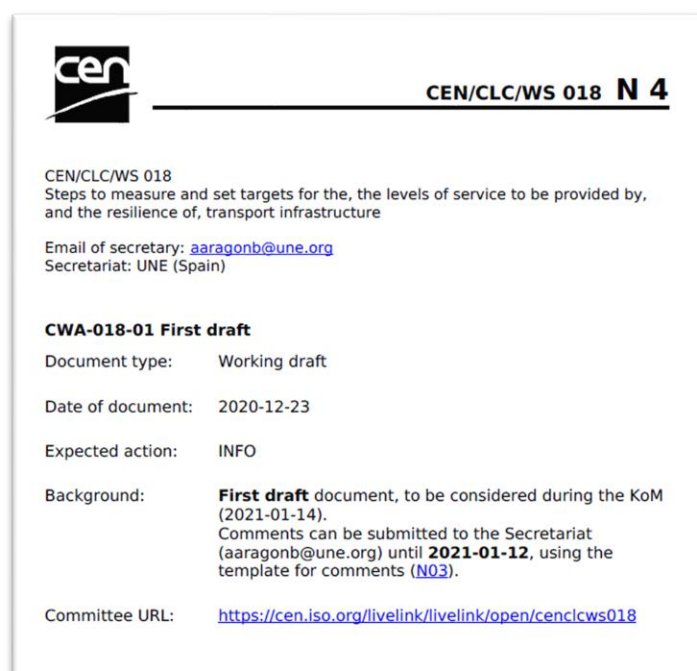 cen
CEN/CLC/WS 018 N 4
CEN/CLC/WS 018
Steps to measure and set targets for the, the levels of service to be provided by,
and the resilience of, transport infrastructure
Email of secretary: aaragonb@une.org
Secretariat: UNE (Spain)
CWA-018-01 First draft
Document type: Working draft
Date of document: 2020-12-23
Expected action: INFO
Background: First draft document, to be considered during the KoM
(2021-01-14).
Comments can be submitted to the Secretariat
(aaragonb@une.org) until 2021-01-12, using the
template for comments (N03).
Committee URL: https://cen.iso.org/livelink/livelink/open/cenclcws018